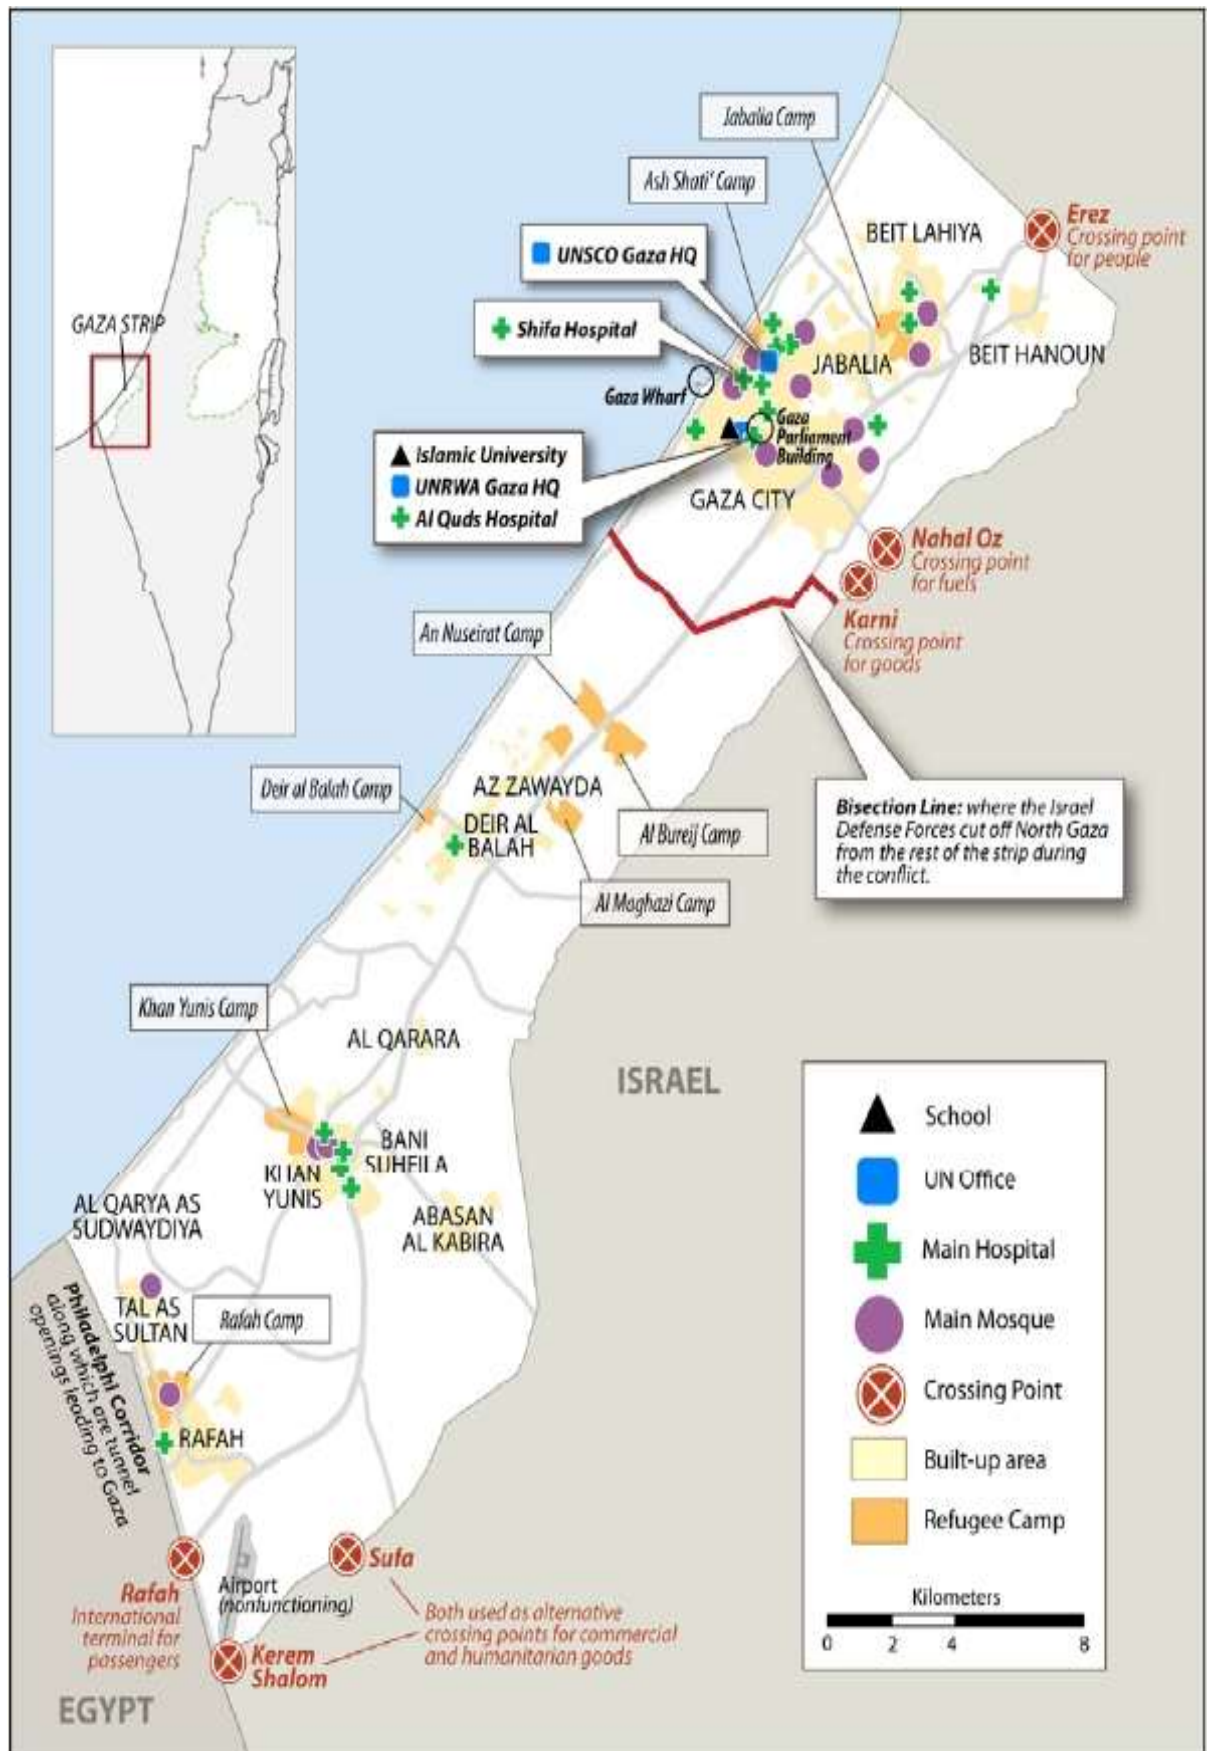 GAZA STRIP
Jabalia Camp
Ash Shati' Camp
UNSCO Gaza HQ
Shifa Hospital
Gaza Wharf
Islamic University
UNRWA Gaza HQ
Al Quds Hospital
BEIT LAHIYA
Erez
Crossing point
for people
JABALIA
BEIT HANOUN
Gaza
Parliament
Building
GAZA CITY
Nahal Oz
Crossing point
for fuels
Karni
Crossing point
for goods
An Nuseirat Camp
Deir al Balah Camp
AZ ZAWAYDA
DEIR AL
BALAH
Al Bureij Camp
Al Moghazi Camp
Bisection Line: where the Israel
Defense Forces cut off North Gaza
from the rest of the strip during
the conflict.
Khan Yunis Camp
AL QARARA
ISRAEL
BANI
SUHEILA
KHAN
YUNIS
AL QARYA AS
SUDWAYDIYA
ABASAN
AL KABIRA
TAL AS
SULTAN
Rafah Camp
Philadelphi Corridor
along which are tunnel
openings leading to Gaza
RAFAH
Rafah
International
terminal for
passengers
Airport
(nonfunctioning)
Sufa
Both used as alternative
crossing points for commercial
and humanitarian goods
Kerem
Shalom
EGYPT
School
UN Office
Main Hospital
Main Mosque
Crossing Point
Built-up area
Refugee Camp
Kilometers
0 2 4 8